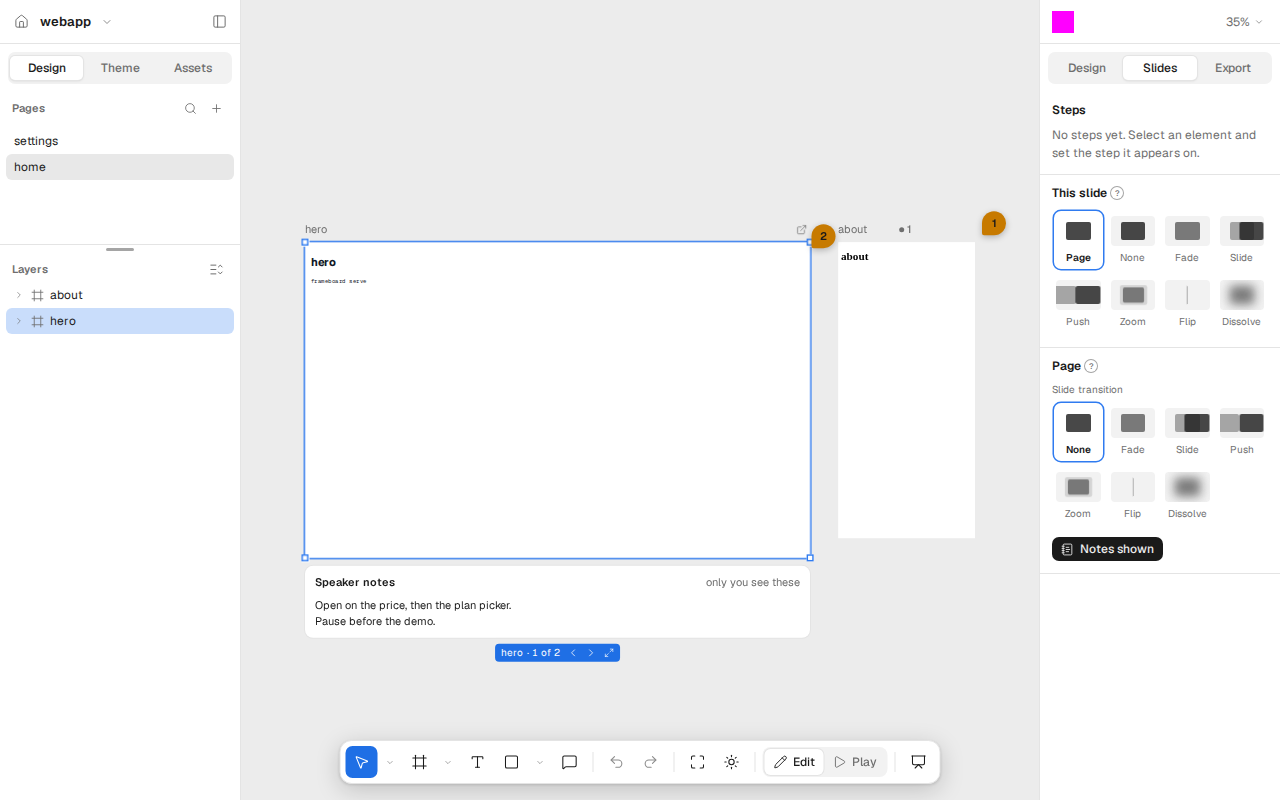 webapp
Design
Theme
Assets
Pages
settings
home
Layers
about
hero
hero
2
about
1
1
hero
frameboard serve
about
Speaker notes
only you see these
Open on the price, then the plan picker.
Pause before the demo.
hero · 1 of 2
Edit
Play
35%
Design
Slides
Export
Steps
No steps yet. Select an element and
set the step it appears on.
This slide ?
Page
None
Fade
Slide
Push
Zoom
Flip
Dissolve
Page ?
Slide transition
None
Fade
Slide
Push
Zoom
Flip
Dissolve
Notes shown